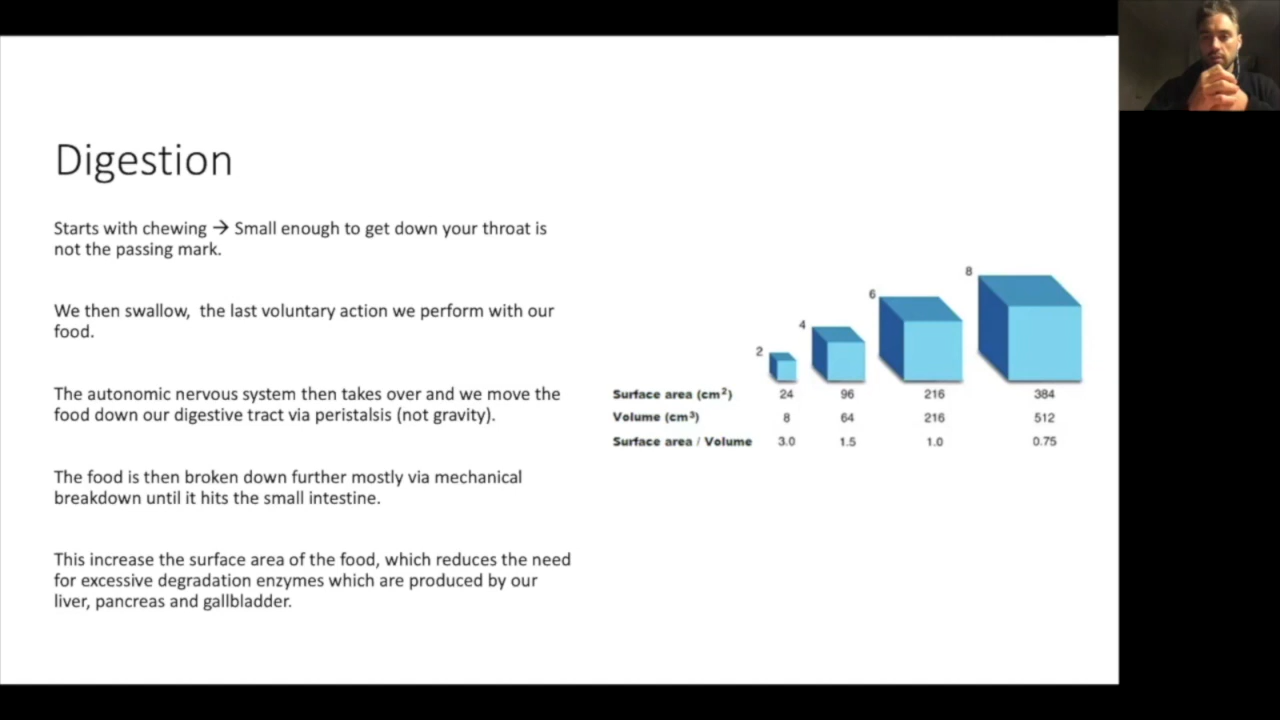 Digestion
Starts with chewing → Small enough to get down your throat is
not the passing mark.
We then swallow,  the last voluntary action we perform with our
food.
The autonomic nervous system then takes over and we move the
food down our digestive tract via peristalsis (not gravity).
The food is then broken down further mostly via mechanical
breakdown until it hits the small intestine.
This increase the surface area of the food, which reduces the need
for excessive degradation enzymes which are produced by our
liver, pancreas and gallbladder.
2 4 6 8
Surface area (cm²) 24 96 216 384
Volume (cm³) 8 64 216 512
Surface area / Volume 3.0 1.5 1.0 0.75